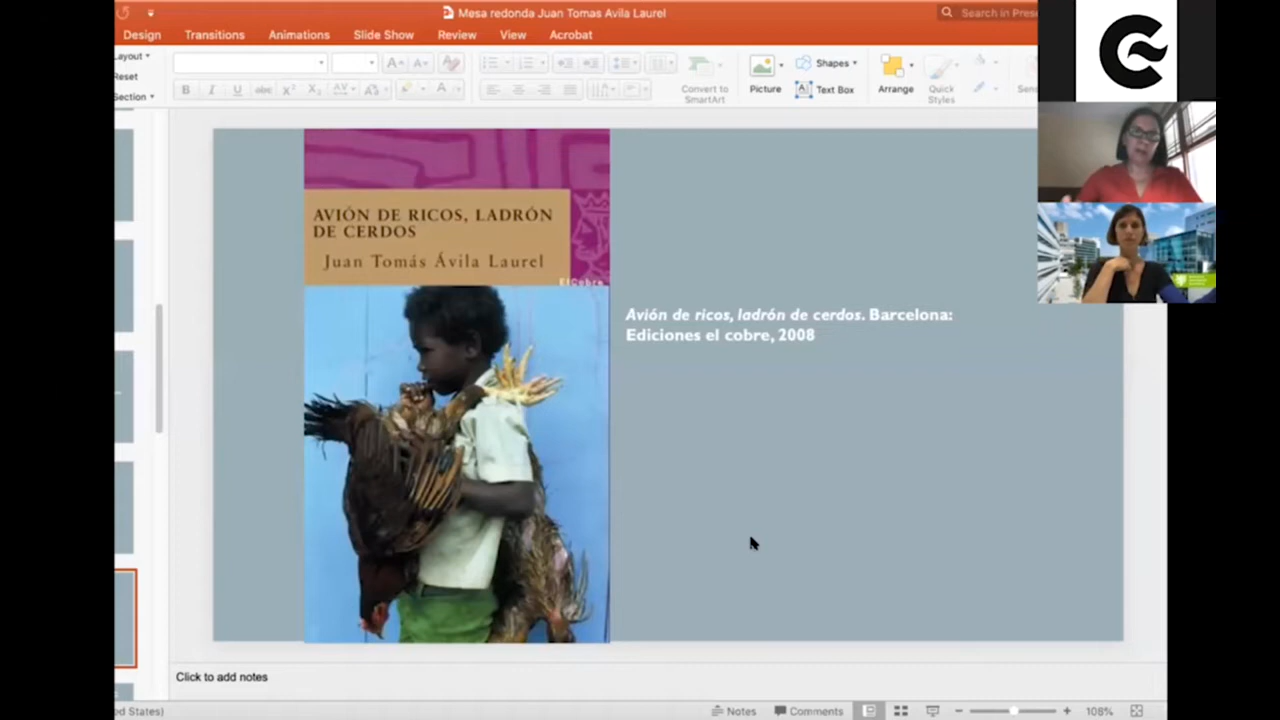 Mesa redonda Juan Tomas Avila Laurel
Search in Pres
Design Transitions Animations Slide Show Review View Acrobat
Layout
Reset
Section
Convert to
SmartArt
Picture
Shapes
Text Box
Arrange
Quick
Styles
AVIÓN DE RICOS, LADRÓN
DE CERDOS
Juan Tomás Ávila Laurel
El Cobre
Avión de ricos, ladrón de cerdos. Barcelona:
Ediciones el cobre, 2008
Click to add notes
ed States)
Notes Comments 108%